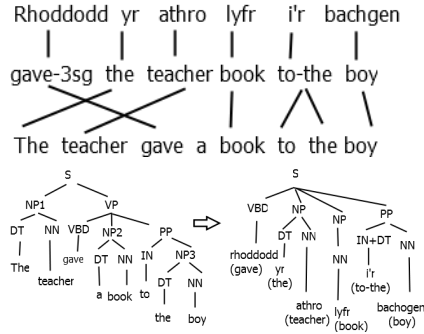 Rhoddodd yr athro lyfr i'r bachgen
gave-3sg the teacher book to-the boy
The teacher gave a book to the boy
S
NP1 VP
DT NN VBD NP2 PP
The teacher gave DT NN IN NP3
a book to DT NN
the boy
S
VBD NP NP PP
rhoddodd (gave) DT NN NN IN+DT NN
yr (the) i'r (to-the)
athro (teacher) lyfr (book) bachogen (boy)